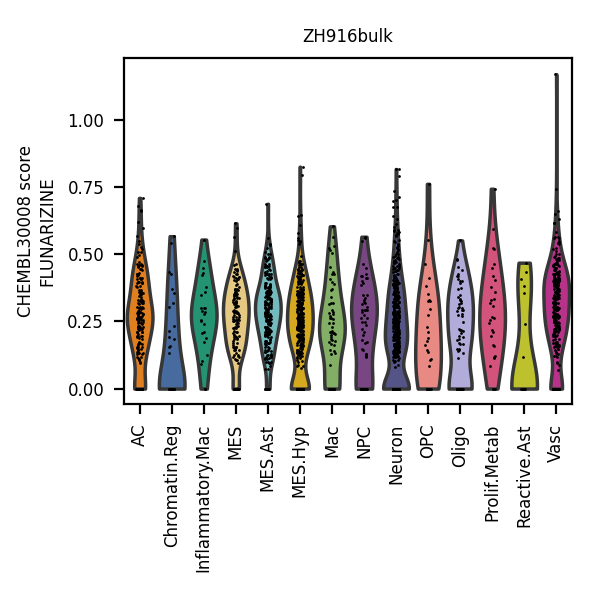 ZH916bulk
CHEMBL30008 score
FLUNARIZINE
1.00
0.75
0.50
0.25
0.00
AC
Chromatin.Reg
Inflammatory.Mac
MES
MES.Ast
MES.Hyp
Mac
NPC
Neuron
OPC
Oligo
Prolif.Metab
Reactive.Ast
Vasc